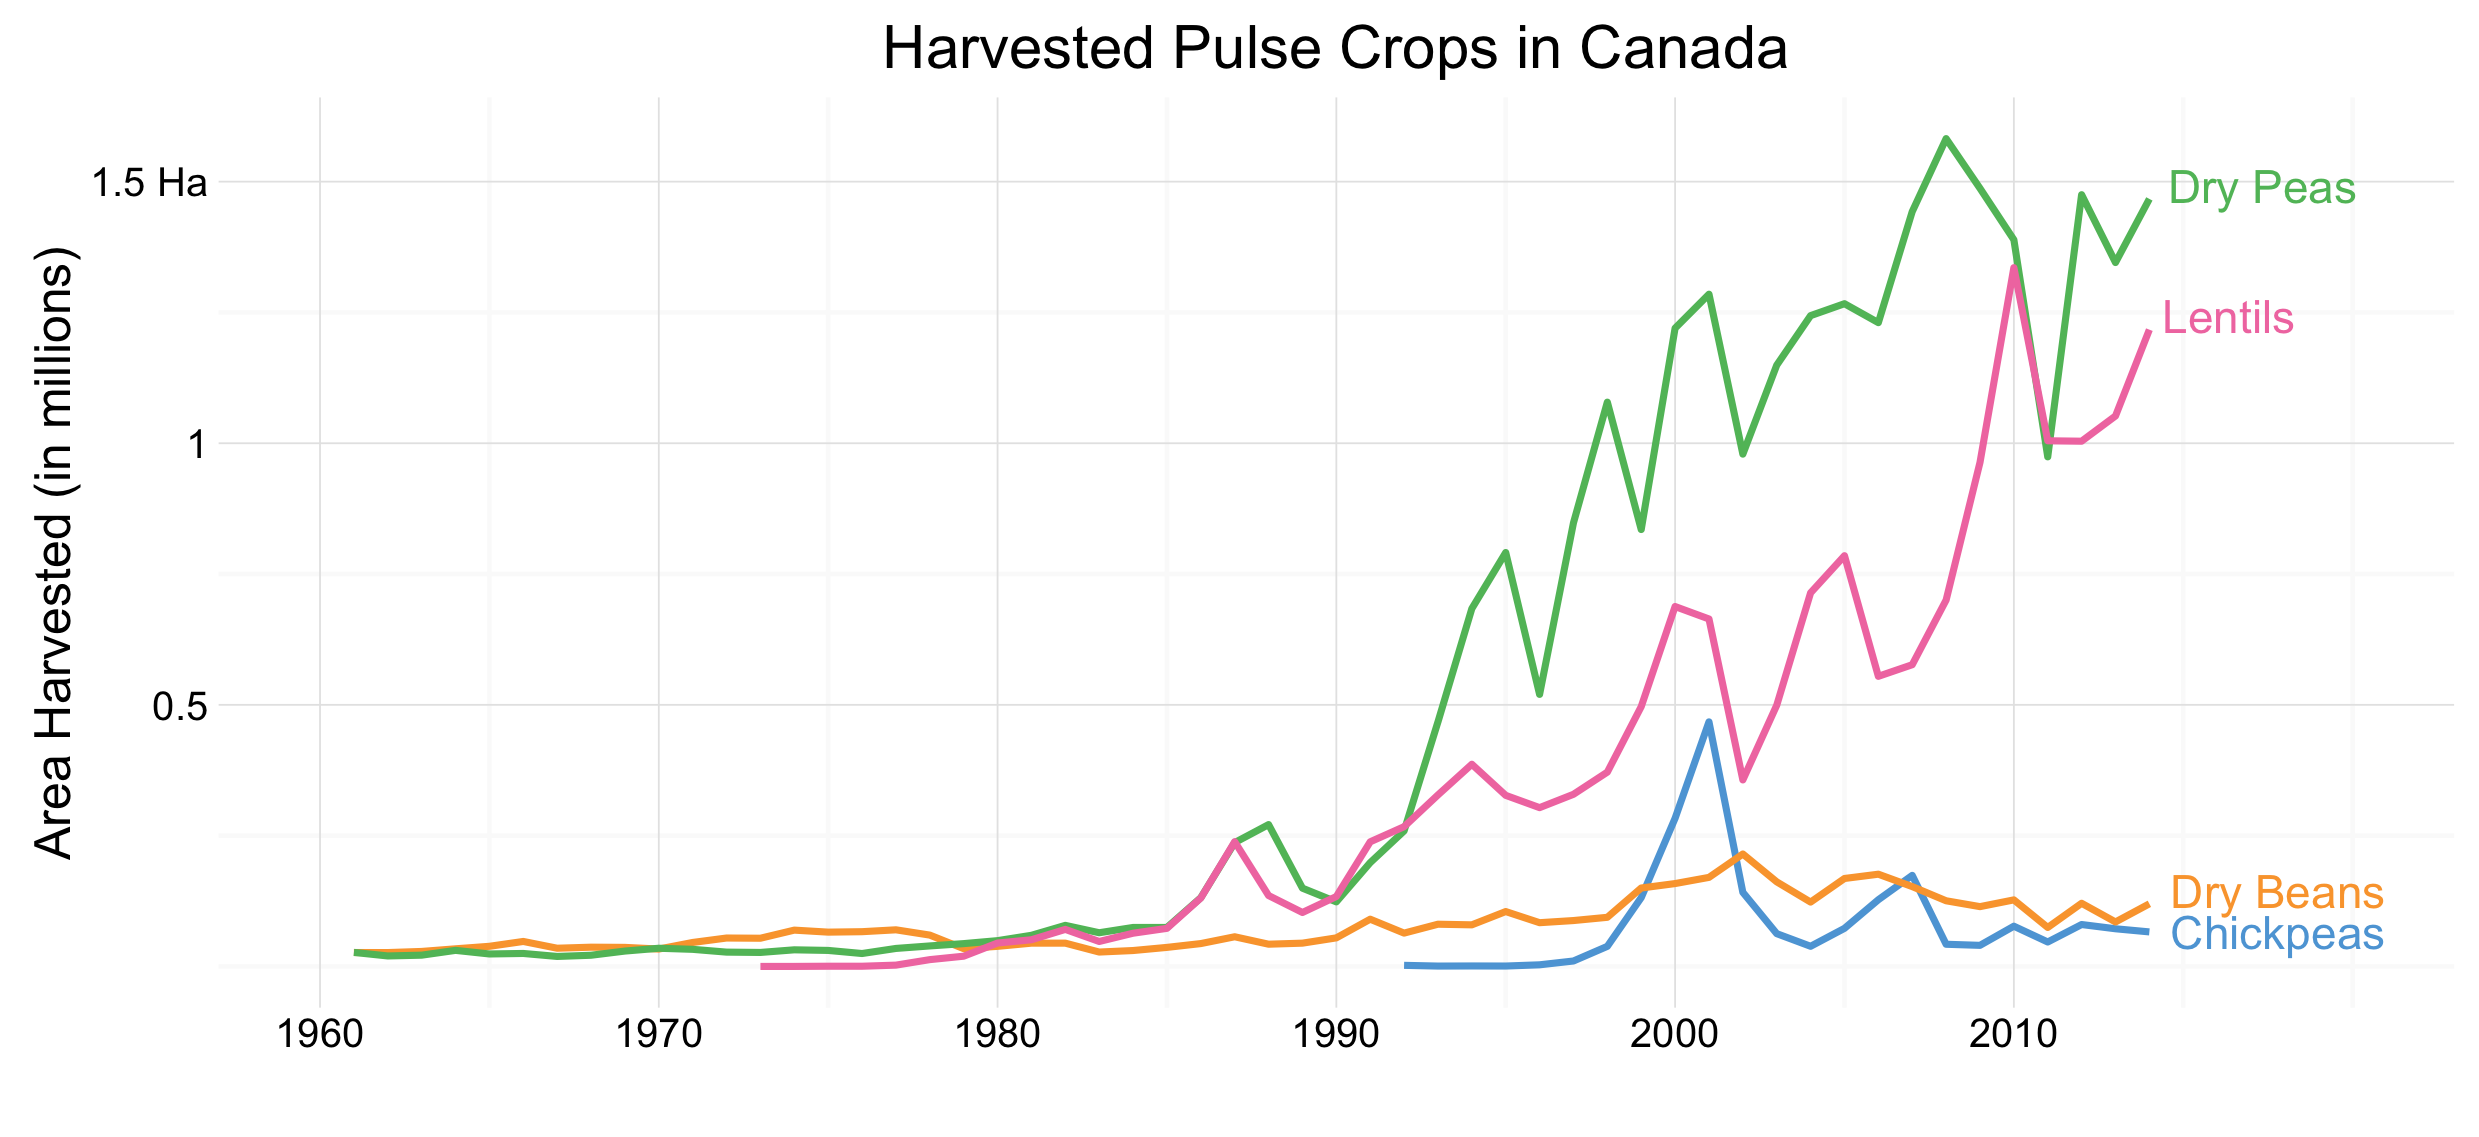 Harvested Pulse Crops in Canada
Area Harvested (in millions)
1.5 Ha
1
0.5
Dry Peas
Lentils
Dry Beans
Chickpeas
1960 1970 1980 1990 2000 2010